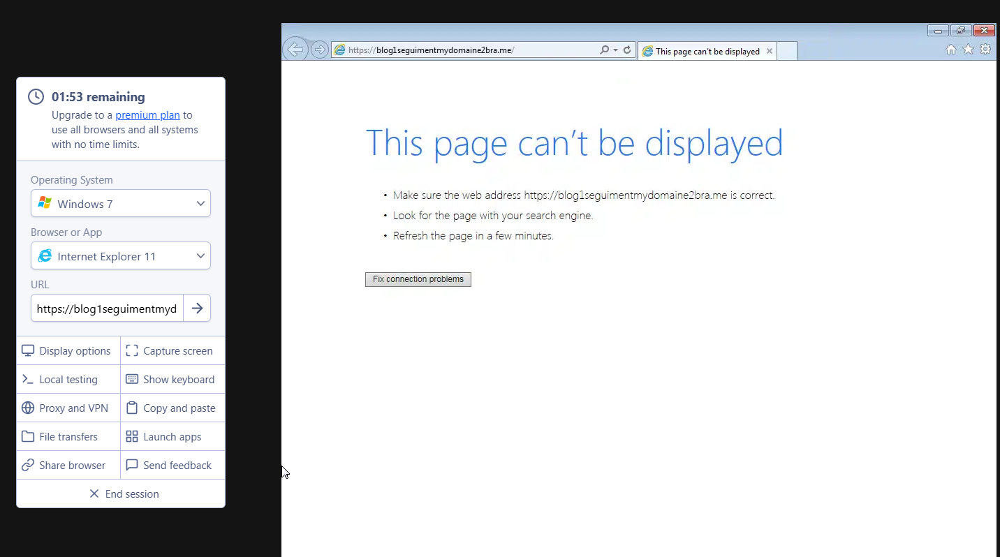 01:53 remaining
Upgrade to a premium plan to
use all browsers and all systems
with no time limits.
Operating System
Windows 7
Browser or App
Internet Explorer 11
URL
https://blog1seguimentmyd
Display options
Capture screen
Local testing
Show keyboard
Proxy and VPN
Copy and paste
File transfers
Launch apps
Share browser
Send feedback
End session
https://blog1seguimentmydomaine2bra.me/
This page can't be displayed
This page can’t be displayed
• Make sure the web address https://blog1seguimentmydomaine2bra.me is correct.
• Look for the page with your search engine.
• Refresh the page in a few minutes.
Fix connection problems